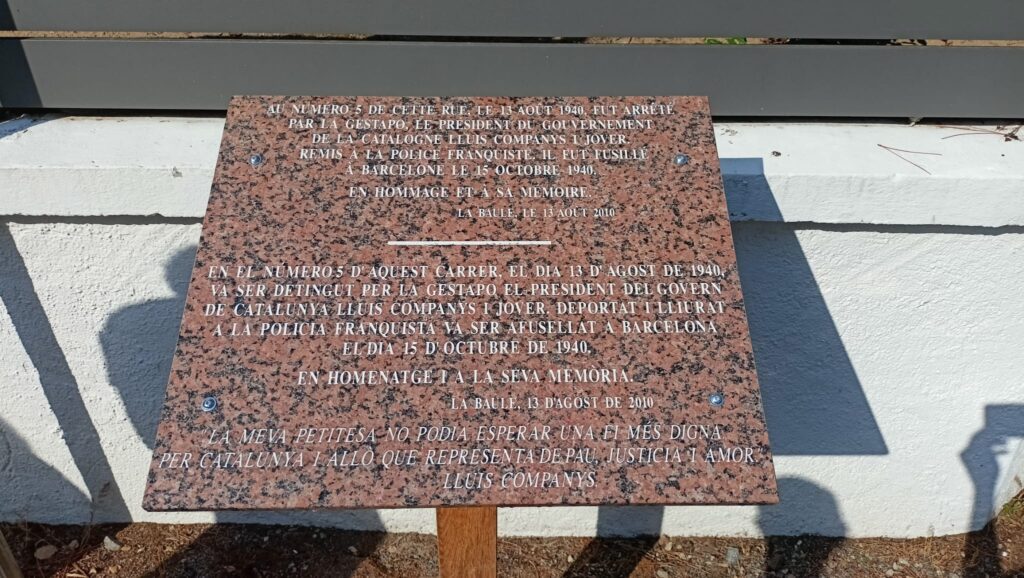 AU NUMÉRO 5 DE CETTE RUE, LE 13 AOUT 1940, FUT ARRÊTÉ
PAR LA GESTAPO, LE PRÉSIDENT DU GOUVERNEMENT
DE LA CATALOGNE LLUIS COMPANYS I JOVER.
REMIS À LA POLICE FRANQUISTE, IL FUT FUSILLÉ
À BARCELONE LE 15 OCTOBRE 1940.
EN HOMMAGE ET À SA MÉMOIRE.
LA BAULE, LE 13 AOUT 2010
EN EL NÚMERO 5 D'AQUEST CARRER, EL DIA 13 D'AGOST DE 1940,
VA SER DETINGUT PER LA GESTAPO EL PRESIDENT DEL GOVERN
DE CATALUNYA LLUIS COMPANYS I JOVER, DEPORTAT I LLIURAT
A LA POLICIA FRANQUISTA VA SER AFUSELLAT A BARCELONA
EL DIA 15 D'OCTUBRE DE 1940.
EN HOMENATGE I A LA SEVA MEMÒRIA.
LA BAULE, 13 D'AGOST DE 2010
"LA MEVA PETITESA NO PODIA ESPERAR UNA FI MÉS DIGNA
PER CATALUNYA I ALLÒ QUE REPRESENTA DE PAU, JUSTÍCIA I AMOR"
LLUIS COMPANYS